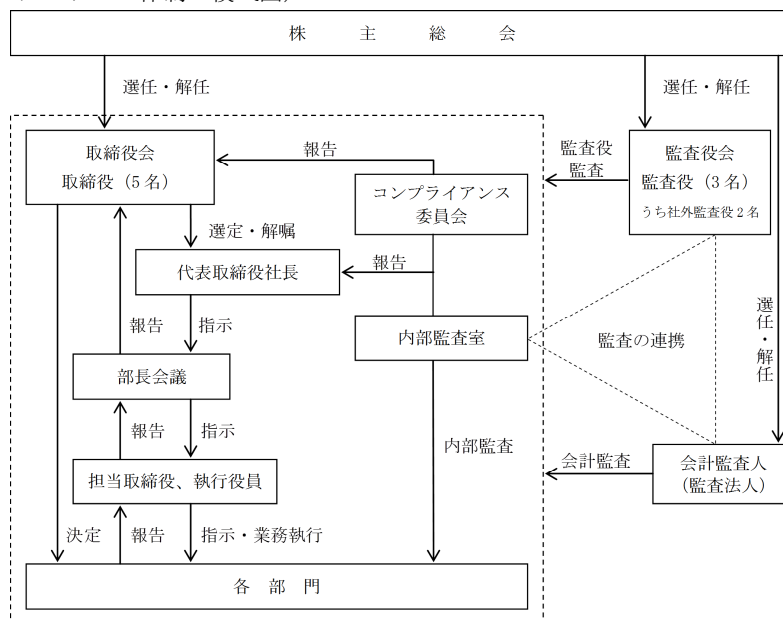 株主総会
選任・解任
選任・解任
取締役会
取締役（5名）
報告
監査役
監査
監査役会
監査役（3名）
うち社外監査役2名
コンプライアンス
委員会
選定・解嘱
代表取締役社長
報告
報告
指示
内部監査室
監査の連携
選任・解任
部長会議
報告
指示
内部監査
担当取締役、執行役員
会計監査
会計監査人
（監査法人）
決定
報告
指示・業務執行
各部門